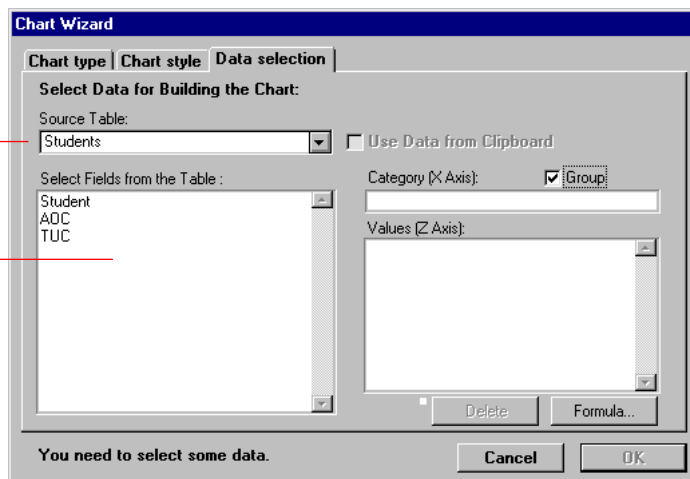 Chart Wizard
Chart type Chart style Data selection
Select Data for Building the Chart:
Source Table:
Students
Use Data from Clipboard
Select Fields from the Table :
Student
AOC
TUC
Category (X Axis):
Group
Values (Z Axis):
Delete
Formula...
You need to select some data.
Cancel
OK